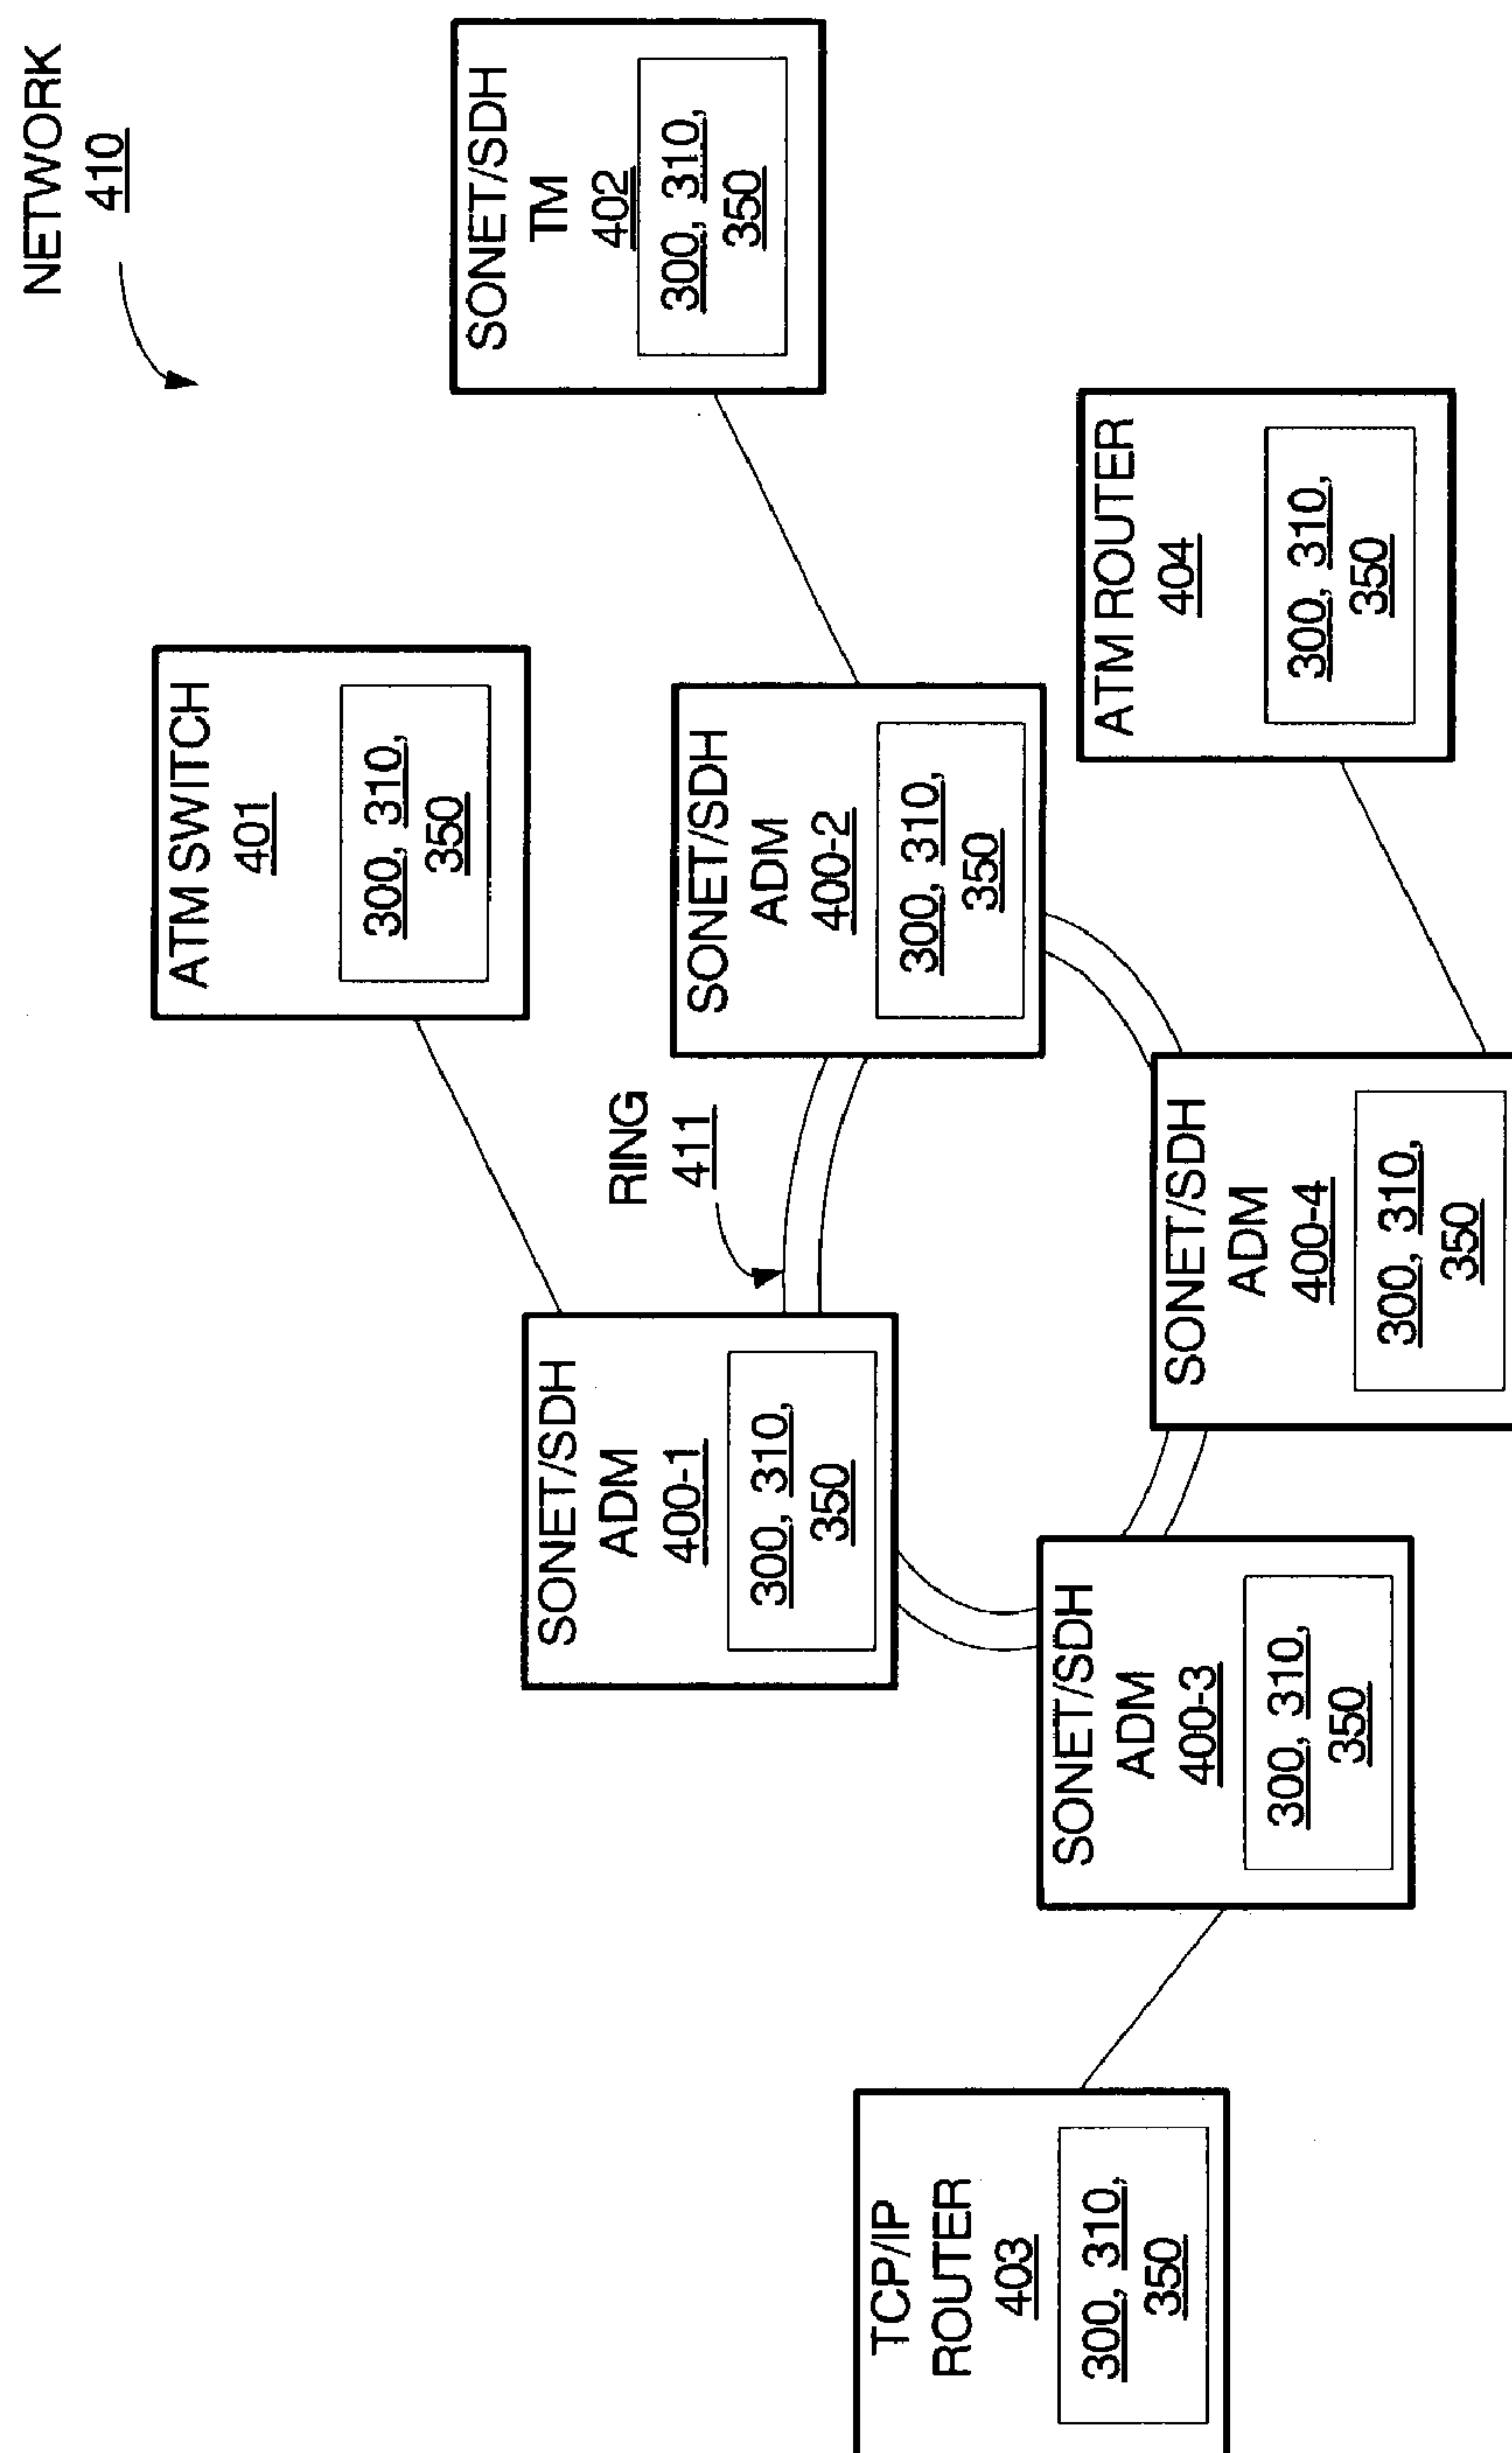 NETWORK
410
ATM SWITCH
401
300, 310,
350
SONET/SDH
TM
402
300, 310,
350
RING
411
SONET/SDH
ADM
400-1
300, 310,
350
SONET/SDH
ADM
400-2
300, 310,
350
TCP/IP
ROUTER
403
300, 310,
350
SONET/SDH
ADM
400-3
300, 310,
350
SONET/SDH
ADM
400-4
300, 310,
350
ATM ROUTER
404
300, 310,
350